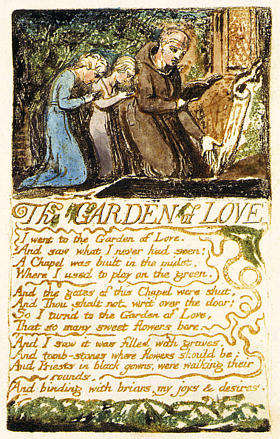 The GARDEN of LOVE
I went to the Garden of Love.
And saw what I never had seen:
A Chapel was built in the midst,
Where I used to play on the green.
And the gates of this Chapel were shut,
And Thou shalt not. writ over the door;
So I turn'd to the Garden of Love,
That so many sweet flowers bore,
And I saw it was filled with graves,
And tomb-stones where flowers should be:
And Priests in black gowns, were walking their
rounds,
And binding with briars, my joys & desires.